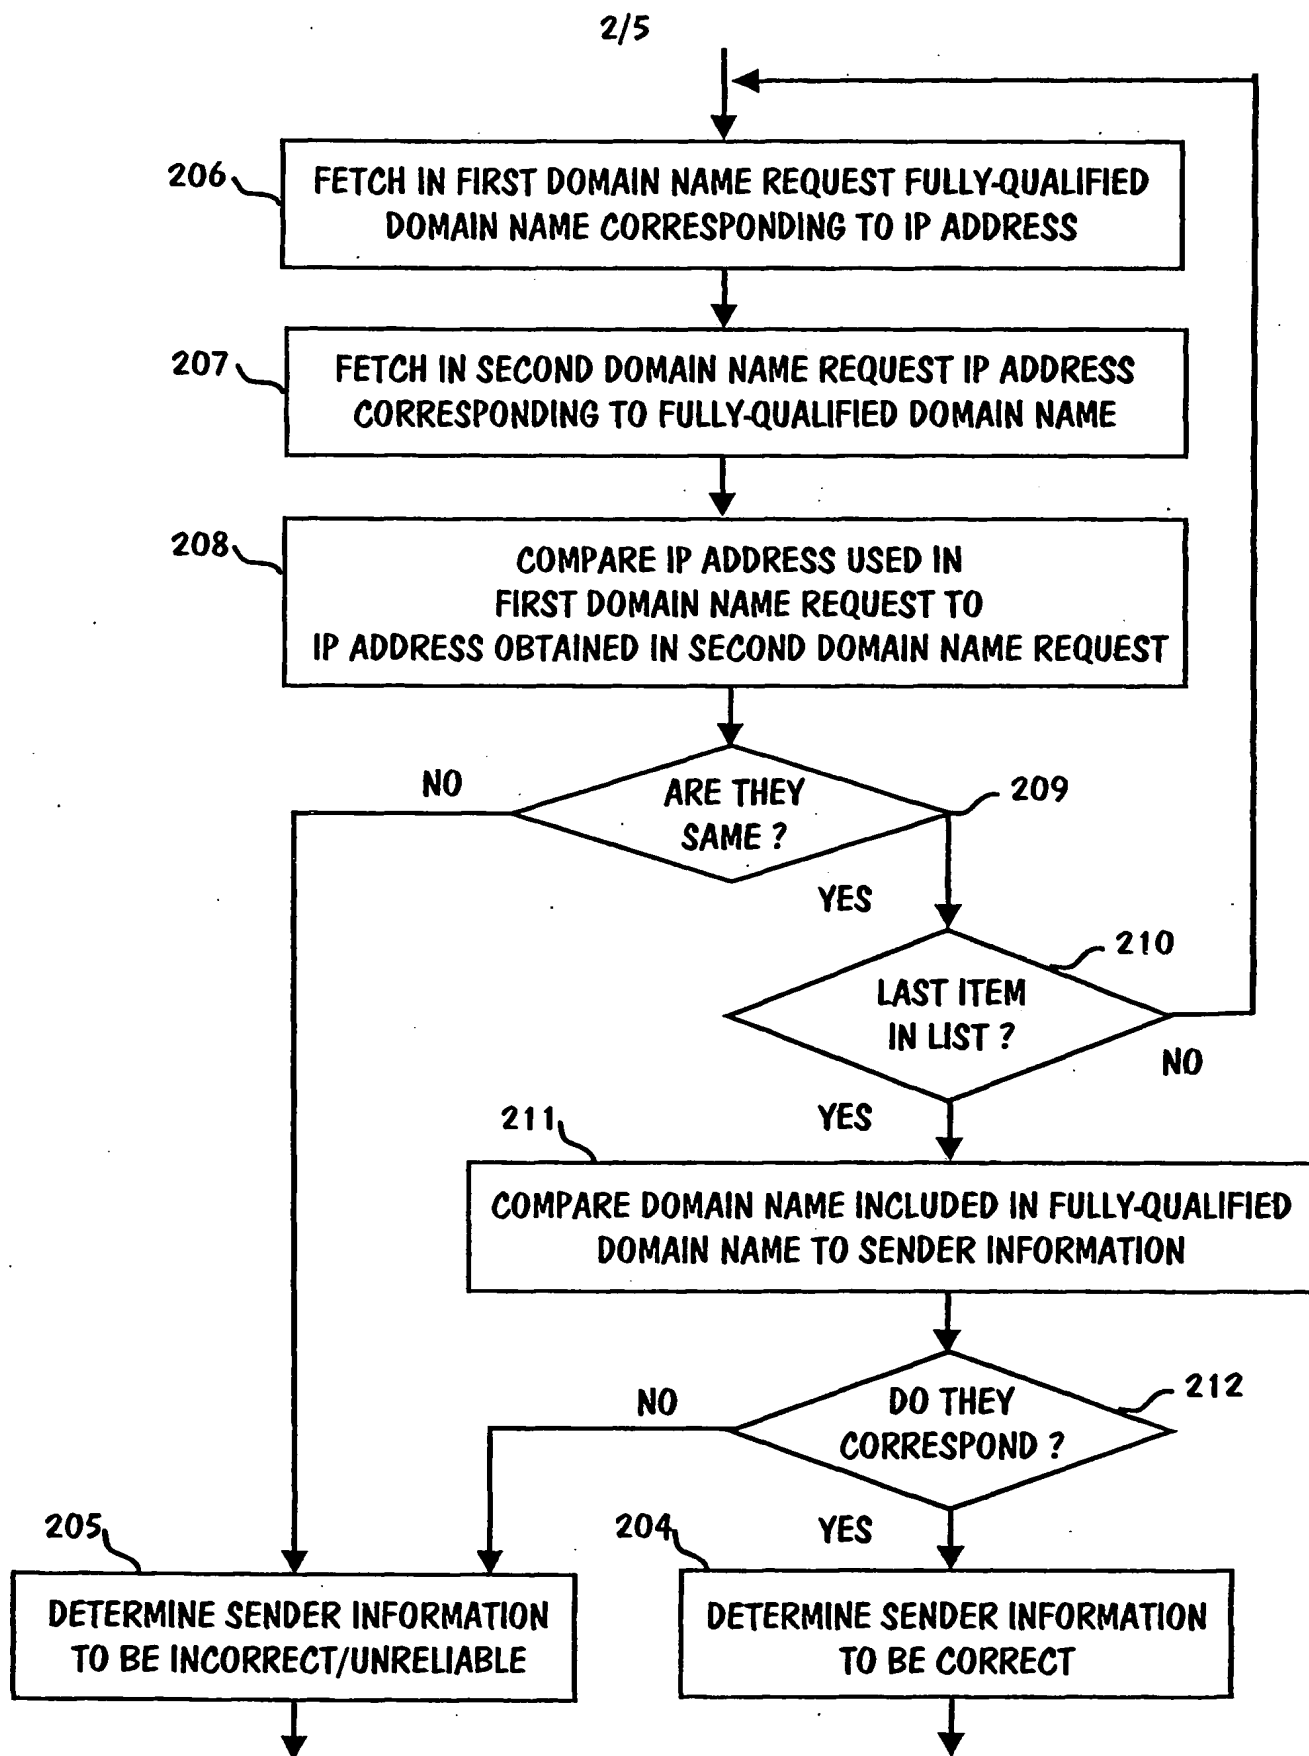 2/5
206
FETCH IN FIRST DOMAIN NAME REQUEST FULLY-QUALIFIED
DOMAIN NAME CORRESPONDING TO IP ADDRESS
207
FETCH IN SECOND DOMAIN NAME REQUEST IP ADDRESS
CORRESPONDING TO FULLY-QUALIFIED DOMAIN NAME
208
COMPARE IP ADDRESS USED IN
FIRST DOMAIN NAME REQUEST TO
IP ADDRESS OBTAINED IN SECOND DOMAIN NAME REQUEST
NO
ARE THEY
SAME ?
209
YES
210
LAST ITEM
IN LIST ?
NO
YES
211
COMPARE DOMAIN NAME INCLUDED IN FULLY-QUALIFIED
DOMAIN NAME TO SENDER INFORMATION
NO
DO THEY
CORRESPOND ?
212
YES
205
DETERMINE SENDER INFORMATION
TO BE INCORRECT/UNRELIABLE
204
DETERMINE SENDER INFORMATION
TO BE CORRECT